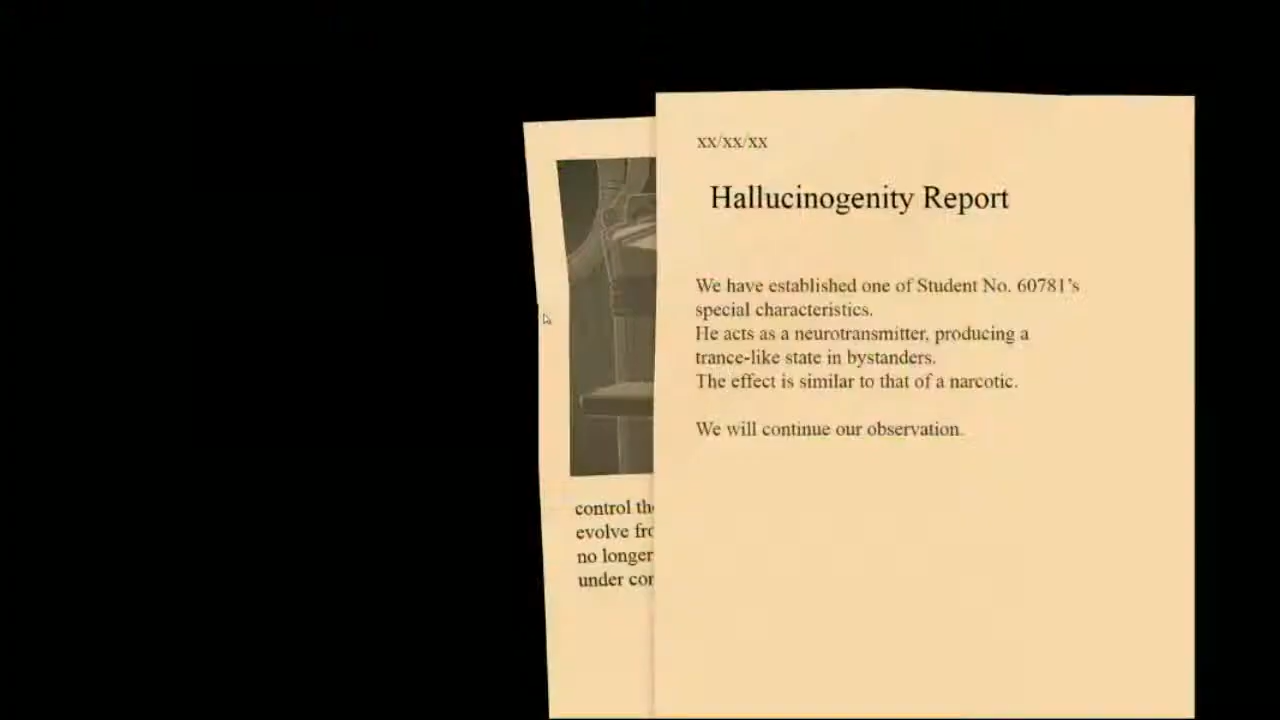 xx/xx/xx
Hallucinogenity Report
We have established one of Student No. 60781's
special characteristics.
He acts as a neurotransmitter, producing a
trance-like state in bystanders.
The effect is similar to that of a narcotic.
We will continue our observation.
control
evolve
no longer
under